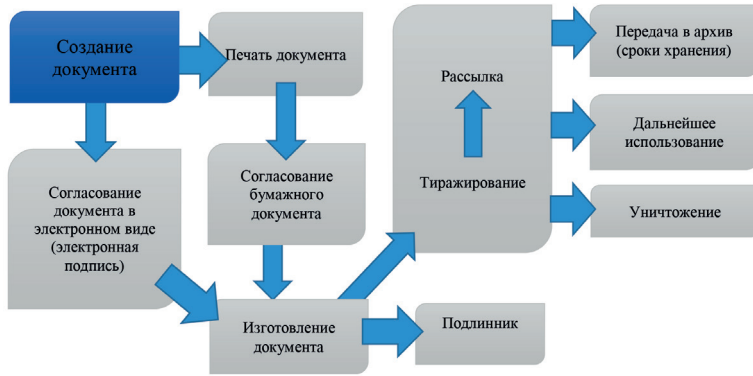 Создание
документа
Печать документа
Рассылка
Тиражирование
Передача в архив
(сроки хранения)
Дальнейшее
использование
Уничтожение
Согласование
документа в
электронном виде
(электронная
подпись)
Согласование
бумажного
документа
Изготовление
документа
Подлинник